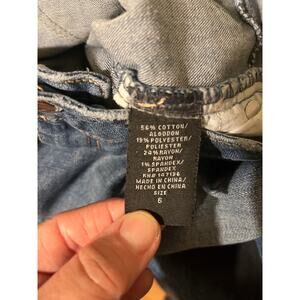 56% COTTON/
ALGODON
19% POLYESTER/
POLIESTER
24% RAYON/
RAYON
1% SPANDEX/
SPANDEX
RN# 147136
MADE IN CHINA/
HECHO EN CHINA
SIZE
6